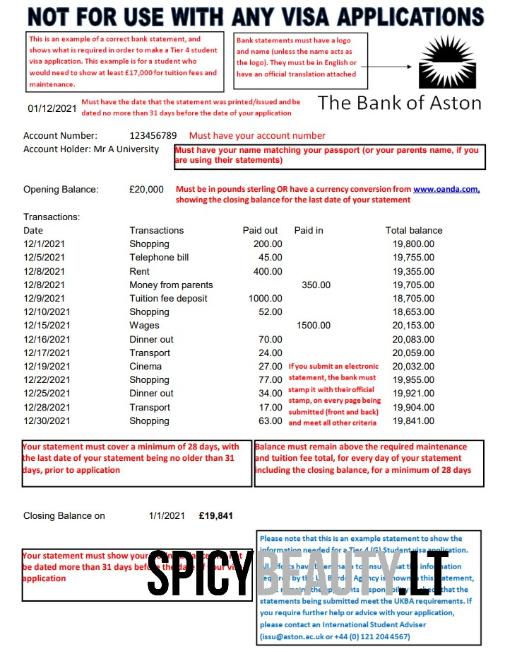 NOT FOR USE WITH ANY VISA APPLICATIONS
This is an example of a correct bank statement, and
shows what is required in order to make a Tier 4 student
visa application. This example is for a student who
would need to show at least £17,000 for tuition fees and
maintenance.
Bank statements must have a logo
and name (unless the name acts as
the logo). They must be in English or
have an official translation attached
01/12/2021
Must have the date that the statement was printed/issued and be
dated no more than 31 days before the date of your application
The Bank of Aston
Account Number: 123456789 Must have your account number
Account Holder: Mr A University
Must have your name matching your passport (or your parents name, if you
are using their statements)
Opening Balance: £20,000
Must be in pounds sterling OR have a currency conversion from www.oanda.com,
showing the closing balance for the last date of your statement
Transactions:
Date Transactions Paid out Paid in Total balance
12/1/2021 Shopping 200.00 19,800.00
12/5/2021 Telephone bill 45.00 19,755.00
12/8/2021 Rent 400.00 19,355.00
12/8/2021 Money from parents 350.00 19,705.00
12/9/2021 Tuition fee deposit 1000.00 18,705.00
12/10/2021 Shopping 52.00 18,653.00
12/15/2021 Wages 1500.00 20,153.00
12/16/2021 Dinner out 70.00 20,083.00
12/17/2021 Transport 24.00 20,059.00
12/19/2021 Cinema 27.00 20,032.00
12/22/2021 Shopping 77.00 19,955.00
12/25/2021 Dinner out 34.00 19,921.00
12/28/2021 Transport 17.00 19,904.00
12/30/2021 Shopping 63.00 19,841.00
If you submit an electronic
statement, the bank must
stamp it with their official
stamp, on every page being
submitted (front and back)
and meet all other criteria
Your statement must cover a minimum of 28 days, with
the last date of your statement being no older than 31
days, prior to application
Balance must remain above the required maintenance
and tuition fee total, for every day of your statement
including the closing balance, for a minimum of 28 days
Closing Balance on 1/1/2021 £19,841
Your statement must show your
be dated more than 31 days
application
Please note that this is an example statement to show the
information needed for a Tier 4 (G) Student visa application.
statement,
statements being submitted meet the UKBA requirements. If
you require further help or advice with your application,
please contact an International Student Adviser
(issu@aston.ac.uk or +44 (0) 121 204 4567)
SPICYBEAUTY.LT